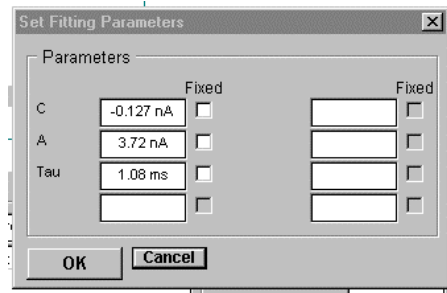 Set Fitting Parameters
Parameters
Fixed Fixed
C -0.127 nA
A 3.72 nA
Tau 1.08 ms
OK Cancel